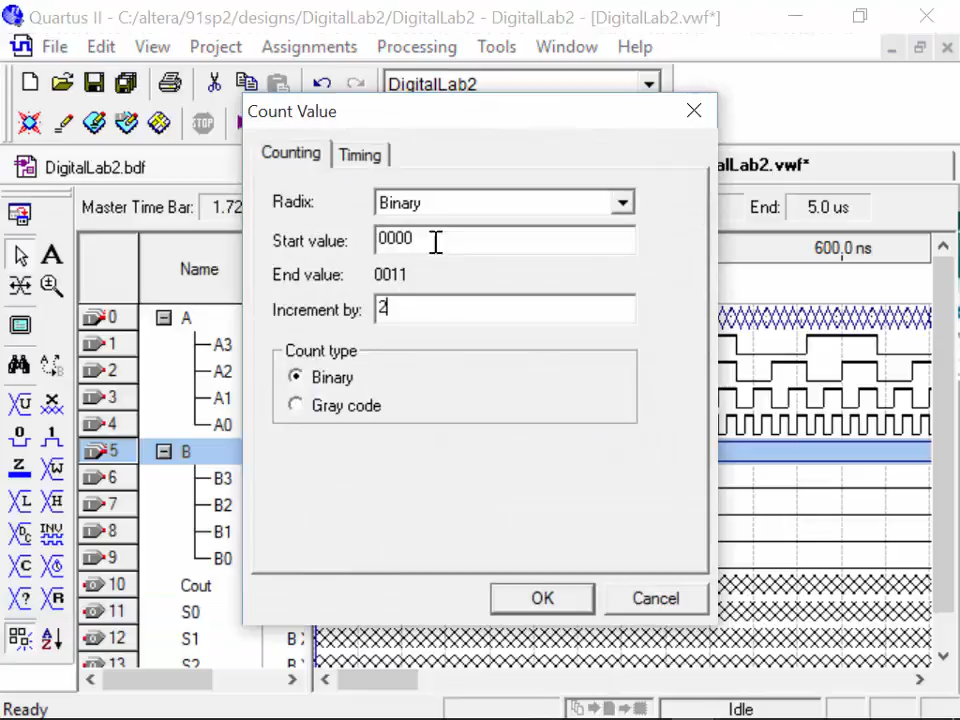 Quartus II - C:/altera/91sp2/designs/DigitalLab2/DigitalLab2 - DigitalLab2 - [DigitalLab2.vwf*]
File Edit View Project Assignments Processing Tools Window Help
DigitalLab2
STOP
DigitalLab2.bdf
alLab2.vwf*
Master Time Bar: 1.72
End: 5.0 us
Name
600.0 ns
Count Value
Counting Timing
Radix: Binary
Start value: 0000
End value: 0011
Increment by: 2
Count type
Binary
Gray code
OK Cancel
0 A
1 A3
2 A2
3 A1
4 A0
5 B
6 B3
7 B2
8 B1
9 B0
10 Cout
11 S0
12 S1 B
13 S2 B
Ready
Idle